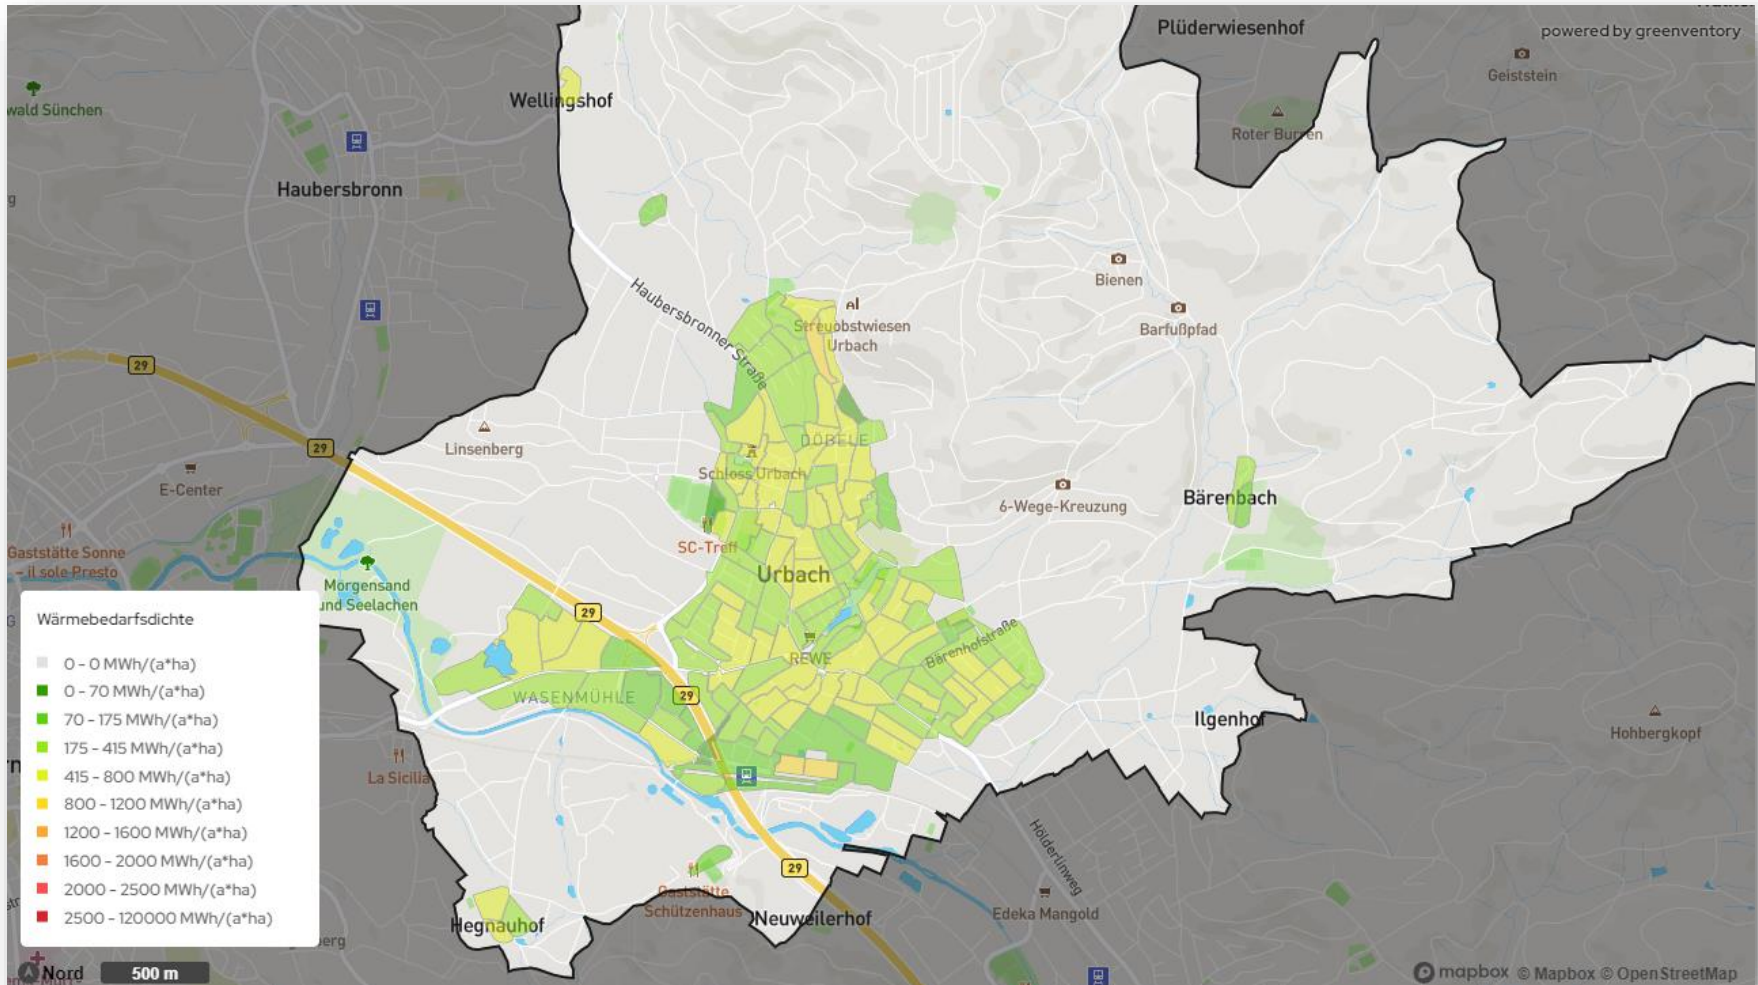 Plüderwiesenhof
powered by greenventory
Geiststein
wald Sünchen
Wellingshof
Roter Burren
Haubersbronn
Bienen
Haubersbronner Straße
Streuobstwiesen
Urbach
Barfußpfad
29
29
Linsenberg
DÖBELE
E-Center
Schloss Urbach
6-Wege-Kreuzung
Bärenbach
Gaststätte Sonne
– il sole Presto
SC-Treff
Urbach
Morgensand
und Seelachen
29
Bärenhofstraße
REWE
WASENMÜHLE
29
Ilgenhof
Hohbergkopf
La Sicilia
Hölderlinweg
29
Gaststätte
Schützenhaus
Neuweilerhof
Edeka Mangold
Hegnauhof
berg
Wärmebedarfsdichte
0 - 0 MWh/(a*ha)
0 - 70 MWh/(a*ha)
70 - 175 MWh/(a*ha)
175 - 415 MWh/(a*ha)
415 - 800 MWh/(a*ha)
800 - 1200 MWh/(a*ha)
1200 - 1600 MWh/(a*ha)
1600 - 2000 MWh/(a*ha)
2000 - 2500 MWh/(a*ha)
2500 - 120000 MWh/(a*ha)
Nord
500 m
mapbox © Mapbox © OpenStreetMap